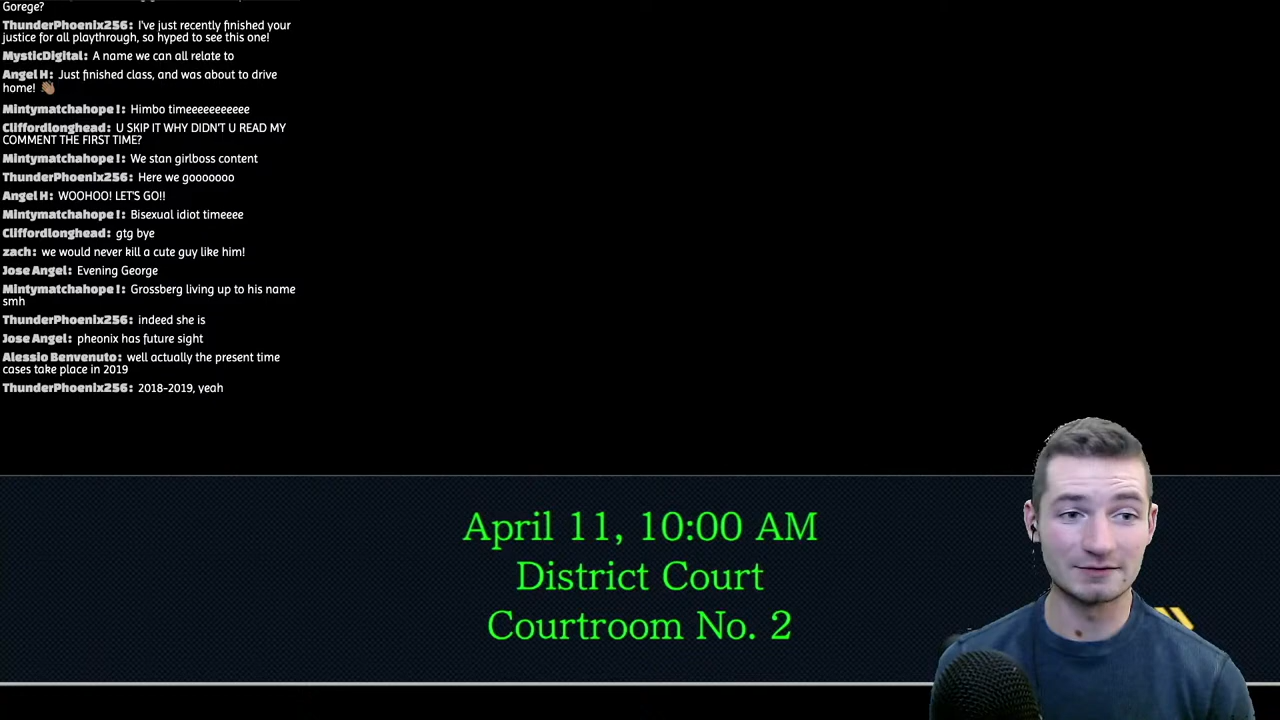 Gorege?
ThunderPhoenix256: I've just recently finished your
justice for all playthrough, so hyped to see this one!
MysticDigital: A name we can all relate to
Angel H: Just finished class, and was about to drive
home! 👋🏽
Mintymatchahope !: Himbo timeeeeeeeeee
Cliffordlonghead: U SKIP IT WHY DIDN'T U READ MY
COMMENT THE FIRST TIME?
Mintymatchahope !: We stan girlboss content
ThunderPhoenix256: Here we gooooooo
Angel H: WOOHOO! LET'S GO!!
Mintymatchahope !: Bisexual idiot timeeee
Cliffordlonghead: gtg bye
zach: we would never kill a cute guy like him!
Jose Angel: Evening George
Mintymatchahope !: Grossberg living up to his name
smh
ThunderPhoenix256: indeed she is
Jose Angel: pheonix has future sight
Alessio Benvenuto: well actually the present time
cases take place in 2019
ThunderPhoenix256: 2018-2019, yeah
April 11, 10:00 AM
District Court
Courtroom No. 2